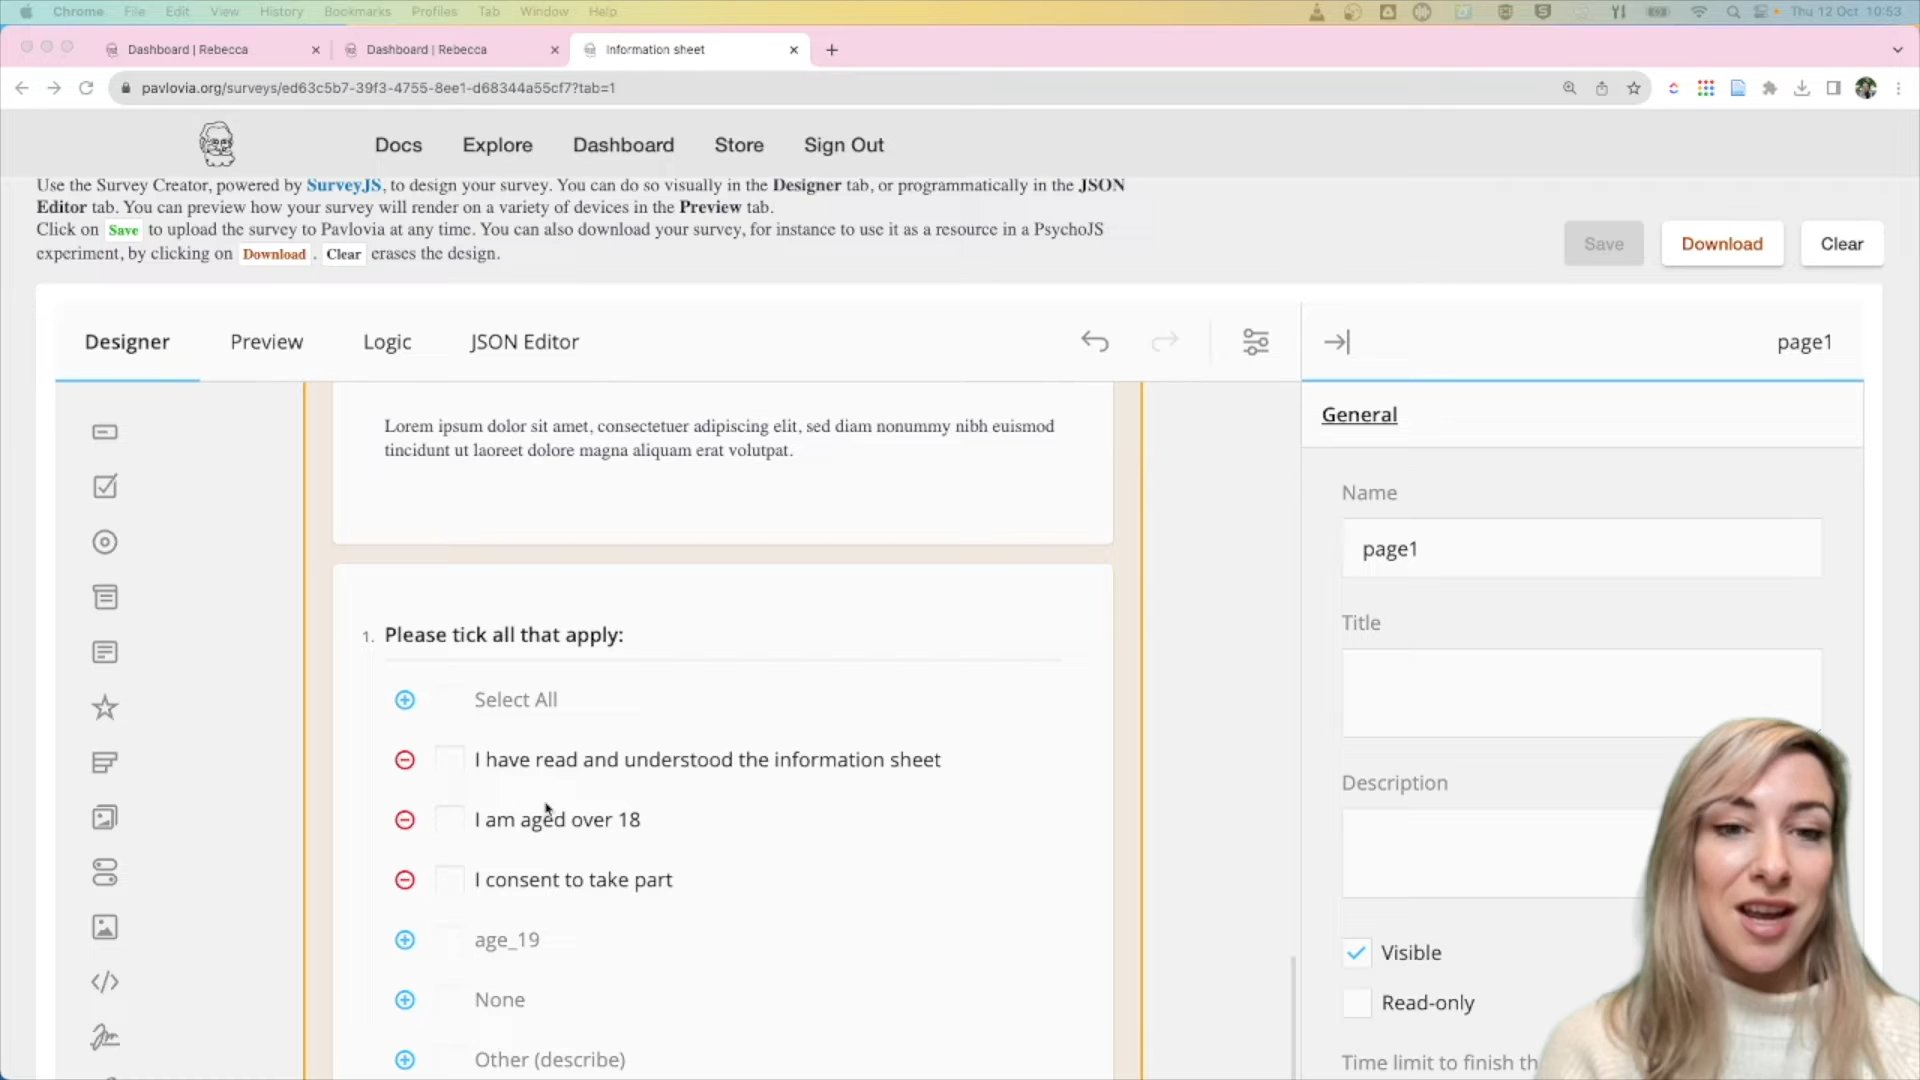 Chrome File Edit View History Bookmarks Profiles Tab Window Help Thu 12 Oct 10:53
Dashboard | Rebecca
Dashboard | Rebecca
Information sheet
pavlovia.org/surveys/ed63c5b7-39f3-4755-8ee1-d68344a55cf7?tab=1
Docs Explore Dashboard Store Sign Out
Use the Survey Creator, powered by SurveyJS, to design your survey. You can do so visually in the Designer tab, or programmatically in the JSON
Editor tab. You can preview how your survey will render on a variety of devices in the Preview tab.
Click on Save to upload the survey to Pavlovia at any time. You can also download your survey, for instance to use it as a resource in a PsychoJS
experiment, by clicking on Download . Clear erases the design.
Save Download Clear
Designer Preview Logic JSON Editor
page1
Lorem ipsum dolor sit amet, consectetuer adipiscing elit, sed diam nonummy nibh euismod
tincidunt ut laoreet dolore magna aliquam erat volutpat.
1. Please tick all that apply:
Select All
I have read and understood the information sheet
I am aged over 18
I consent to take part
age_19
None
Other (describe)
General
Name
page1
Title
Description
Visible
Read-only
Time limit to finish th